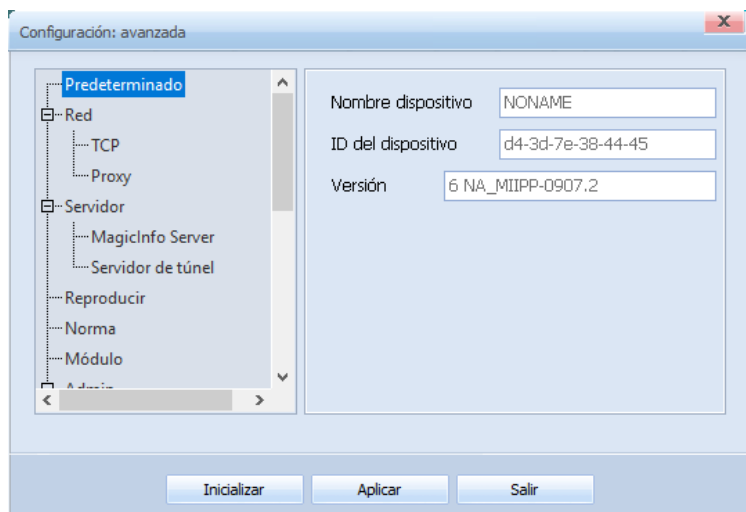 Configuración: avanzada
x
Predeterminado
Red
TCP
Proxy
Servidor
MagicInfo Server
Servidor de túnel
Reproducir
Norma
Módulo
Admin
Nombre dispositivo NONAME
ID del dispositivo d4-3d-7e-38-44-45
Versión 6 NA_MIIPP-0907.2
Inicializar Aplicar Salir